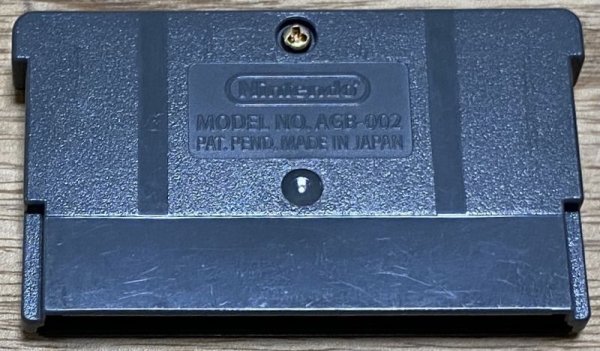 Nintendo
MODEL NO. AGB-002
PAT. PEND. MADE IN JAPAN